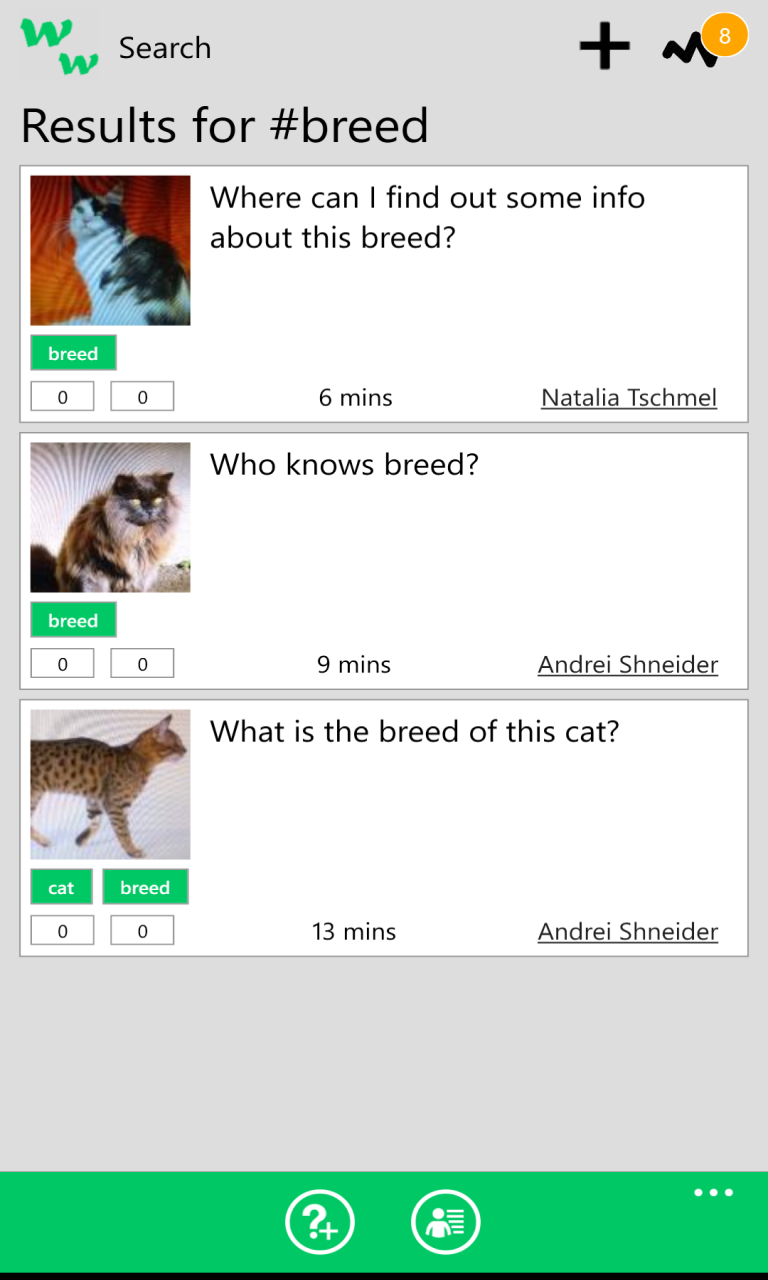 W
W
Search
8
Results for #breed
Where can I find out some info
about this breed?
breed
0 0 6 mins Natalia Tschmel
Who knows breed?
breed
0 0 9 mins Andrei Shneider
What is the breed of this cat?
cat breed
0 0 13 mins Andrei Shneider